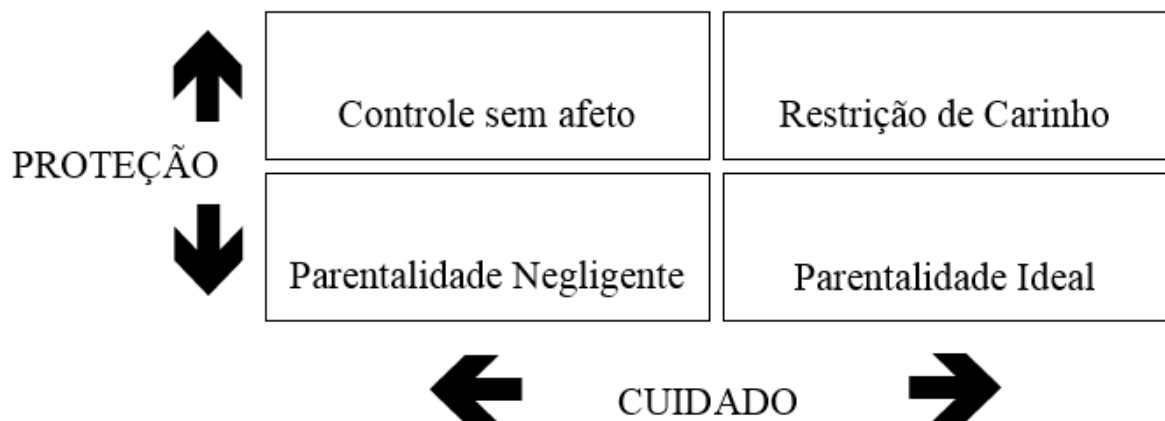 Controle sem afeto
Restrição de Carinho
PROTEÇÃO
Parentalidade Negligente
Parentalidade Ideal
CUIDADO